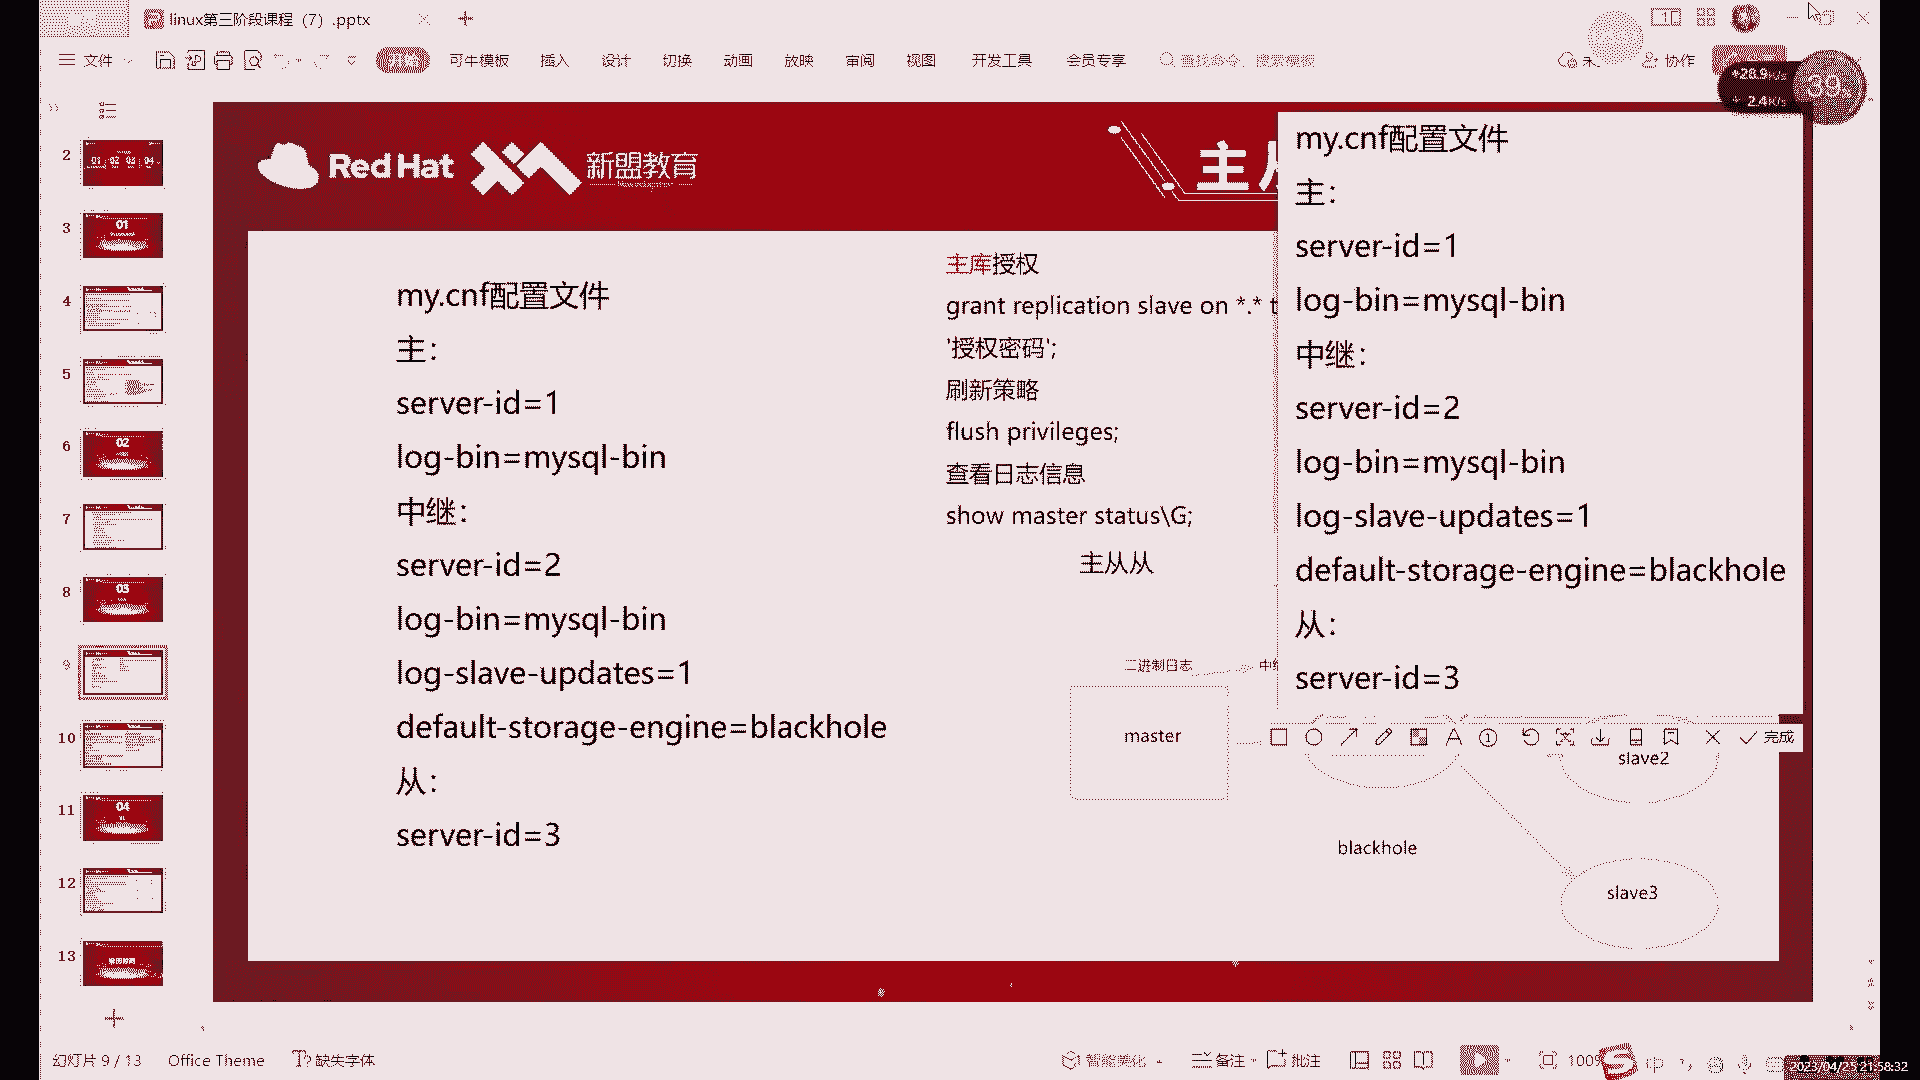 linux第三阶段课程（7）.pptx
文件
开始
可牛模板
插入
设计
切换
动画
放映
审阅
视图
开发工具
会员专享
查找命令、搜索模板
协作
28.9K/s
2.4K/s
2
3
4
5
6
7
8
9
10
11
12
13
Red Hat
新盟教育
主从
my.cnf配置文件
主：
server-id=1
log-bin=mysql-bin
中继：
server-id=2
log-bin=mysql-bin
log-slave-updates=1
default-storage-engine=blackhole
从：
server-id=3
主库授权
grant replication slave on *.* t
'授权密码';
刷新策略
flush privileges;
查看日志信息
show master status\G;
主从从
二进制日志
中继
master
slave2
blackhole
slave3
my.cnf配置文件
主：
server-id=1
log-bin=mysql-bin
中继：
server-id=2
log-bin=mysql-bin
log-slave-updates=1
default-storage-engine=blackhole
从：
server-id=3
完成
幻灯片 9 / 13
Office Theme
缺失字体
智能美化
备注
批注
100%
中
2023/04/25 21:58:32